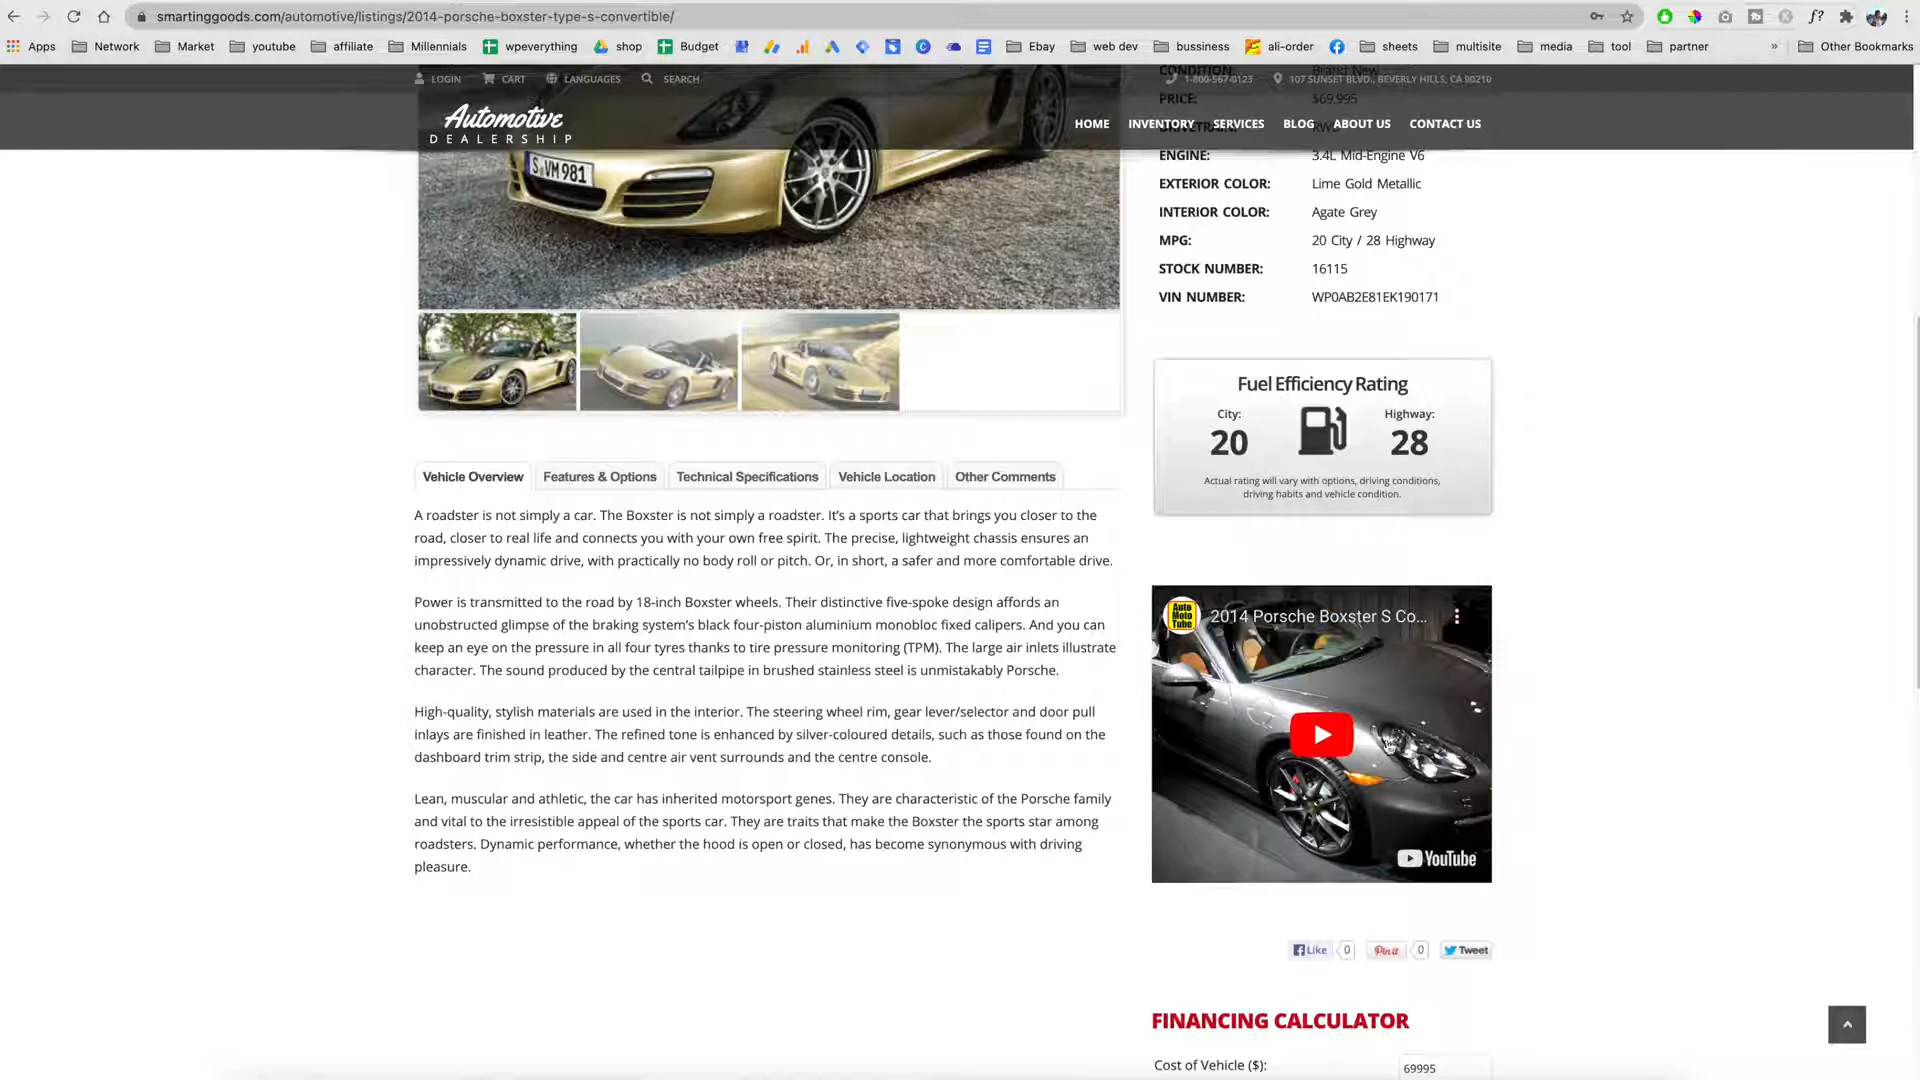 smartinggoods.com/automotive/listings/2014-porsche-boxster-type-s-convertible/
f?
Apps Network Market youtube affiliate Millennials wpeverything shop Budget Ebay web dev bussiness ali-order sheets multisite media tool partner » Other Bookmarks
LOGIN CART LANGUAGES SEARCH
1-800-567-0123 107 SUNSET BLVD., BEVERLY HILLS, CA 90210
Automotive
DEALERSHIP
HOME INVENTORY SERVICES BLOG ABOUT US CONTACT US
CONDITION: Brand New
PRICE: $69,995
DRIVETRAIN: RWD
ENGINE: 3.4L Mid-Engine V6
EXTERIOR COLOR: Lime Gold Metallic
INTERIOR COLOR: Agate Grey
MPG: 20 City / 28 Highway
STOCK NUMBER: 16115
VIN NUMBER: WP0AB2E81EK190171
S VM 981
Fuel Efficiency Rating
City: Highway:
20 28
Actual rating will vary with options, driving conditions,
driving habits and vehicle condition.
Vehicle Overview Features & Options Technical Specifications Vehicle Location Other Comments
A roadster is not simply a car. The Boxster is not simply a roadster. It’s a sports car that brings you closer to the
road, closer to real life and connects you with your own free spirit. The precise, lightweight chassis ensures an
impressively dynamic drive, with practically no body roll or pitch. Or, in short, a safer and more comfortable drive.
Power is transmitted to the road by 18-inch Boxster wheels. Their distinctive five-spoke design affords an
unobstructed glimpse of the braking system’s black four-piston aluminium monobloc fixed calipers. And you can
keep an eye on the pressure in all four tyres thanks to tire pressure monitoring (TPM). The large air inlets illustrate
character. The sound produced by the central tailpipe in brushed stainless steel is unmistakably Porsche.
High-quality, stylish materials are used in the interior. The steering wheel rim, gear lever/selector and door pull
inlays are finished in leather. The refined tone is enhanced by silver-coloured details, such as those found on the
dashboard trim strip, the side and centre air vent surrounds and the centre console.
Lean, muscular and athletic, the car has inherited motorsport genes. They are characteristic of the Porsche family
and vital to the irresistible appeal of the sports car. They are traits that make the Boxster the sports star among
roadsters. Dynamic performance, whether the hood is open or closed, has become synonymous with driving
pleasure.
Auto
Moto
Tube
2014 Porsche Boxster S Co...
YouTube
Like 0 Pin it 0 Tweet
FINANCING CALCULATOR
Cost of Vehicle ($): 69995